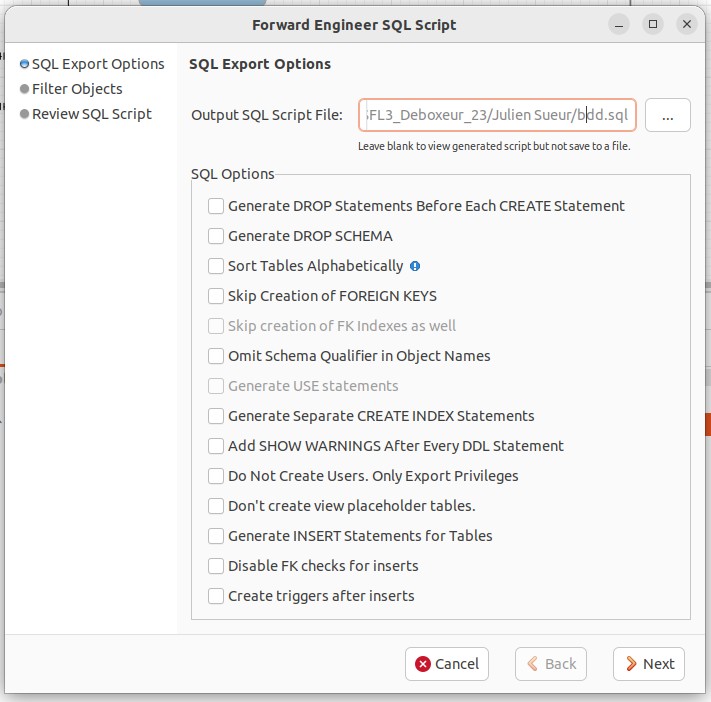 Forward Engineer SQL Script
SQL Export Options
Filter Objects
Review SQL Script
SQL Export Options
Output SQL Script File: FL3_Deboxeur_23/Julien Sueur/bdd.sql ...
Leave blank to view generated script but not save to a file.
SQL Options
Generate DROP Statements Before Each CREATE Statement
Generate DROP SCHEMA
Sort Tables Alphabetically
Skip Creation of FOREIGN KEYS
Skip creation of FK Indexes as well
Omit Schema Qualifier in Object Names
Generate USE statements
Generate Separate CREATE INDEX Statements
Add SHOW WARNINGS After Every DDL Statement
Do Not Create Users. Only Export Privileges
Don't create view placeholder tables.
Generate INSERT Statements for Tables
Disable FK checks for inserts
Create triggers after inserts
Cancel Back Next